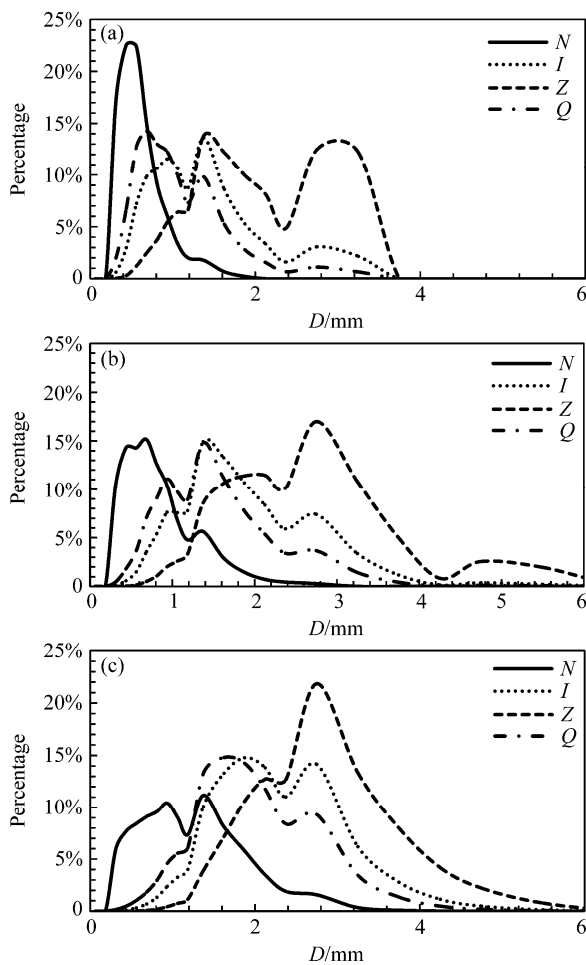 (a)
25%
20%
15%
10%
5%
0
Percentage
N
I
Z
Q
0 2 4 6
D/mm
(b)
25%
20%
15%
10%
5%
0
Percentage
N
I
Z
Q
0 1 2 3 4 5 6
D/mm
(c)
25%
20%
15%
10%
5%
0
Percentage
N
I
Z
Q
0 2 4 6
D/mm